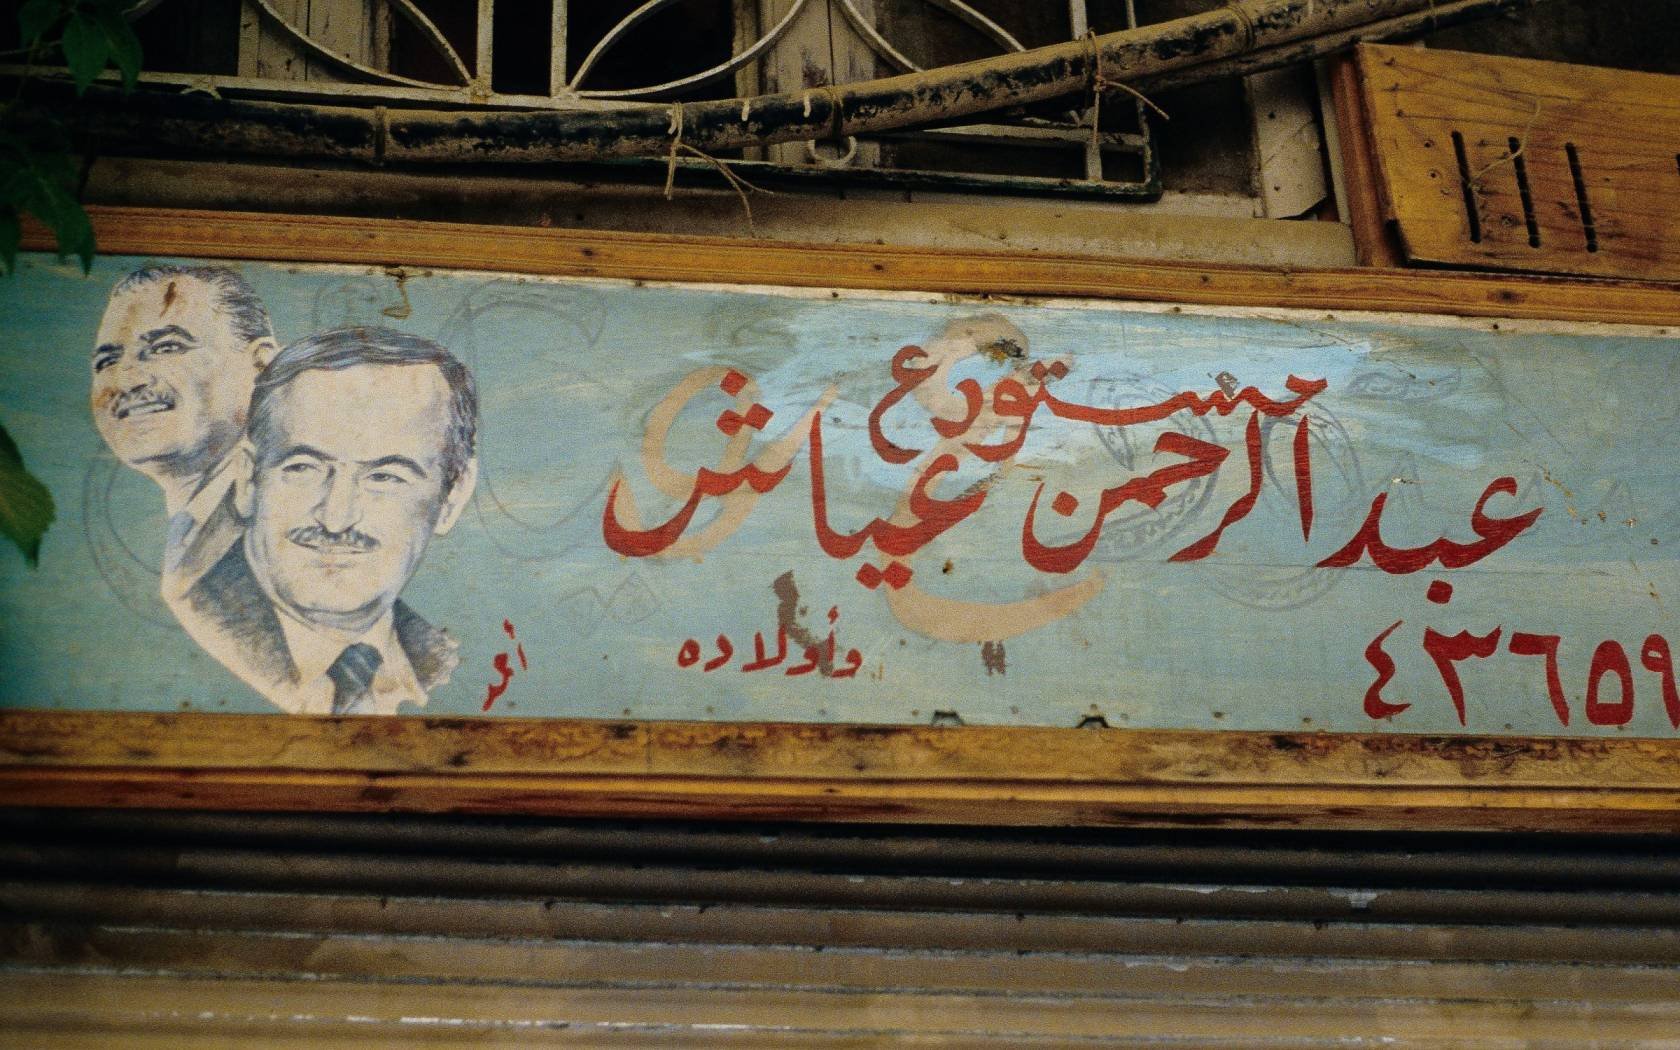 مستودع
عبد الرحمن عياش
وأولاده
٤٣٦٥٩